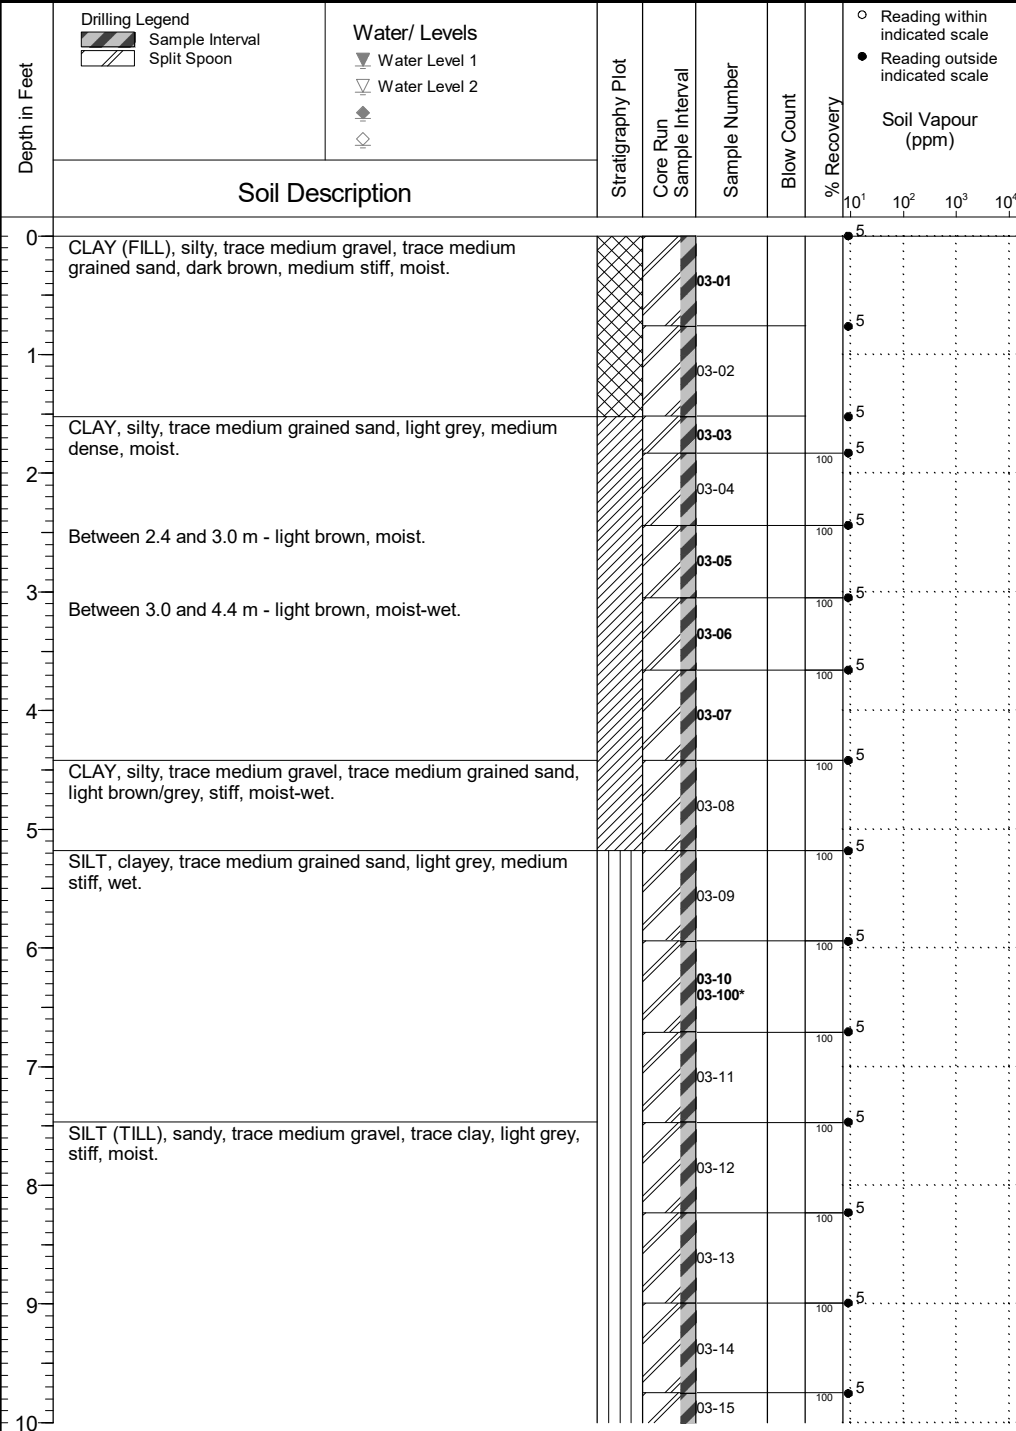 Drilling Legend
Sample Interval
Split Spoon
Water/ Levels
Water Level 1
Water Level 2
Depth in Feet
Soil Description
Stratigraphy Plot
Core Run
Sample Interval
Sample Number
Blow Count
% Recovery
Reading within
indicated scale
Reading outside
indicated scale
Soil Vapour
(ppm)
10¹ 10² 10³ 10⁴
0
CLAY (FILL), silty, trace medium gravel, trace medium
grained sand, dark brown, medium stiff, moist.
5
03-01
5
1
03-02
5
CLAY, silty, trace medium grained sand, light grey, medium
dense, moist.
03-03
100
5
2
03-04
100
5
Between 2.4 and 3.0 m - light brown, moist.
03-05
3
100
5
Between 3.0 and 4.4 m - light brown, moist-wet.
03-06
100
5
4
03-07
100
5
CLAY, silty, trace medium gravel, trace medium grained sand,
light brown/grey, stiff, moist-wet.
03-08
5
100
5
SILT, clayey, trace medium grained sand, light grey, medium
stiff, wet.
03-09
6
100
5
03-10
03-100*
100
5
7
03-11
100
5
SILT (TILL), sandy, trace medium gravel, trace clay, light grey,
stiff, moist.
03-12
8
100
5
03-13
9
100
5
03-14
100
5
03-15
10